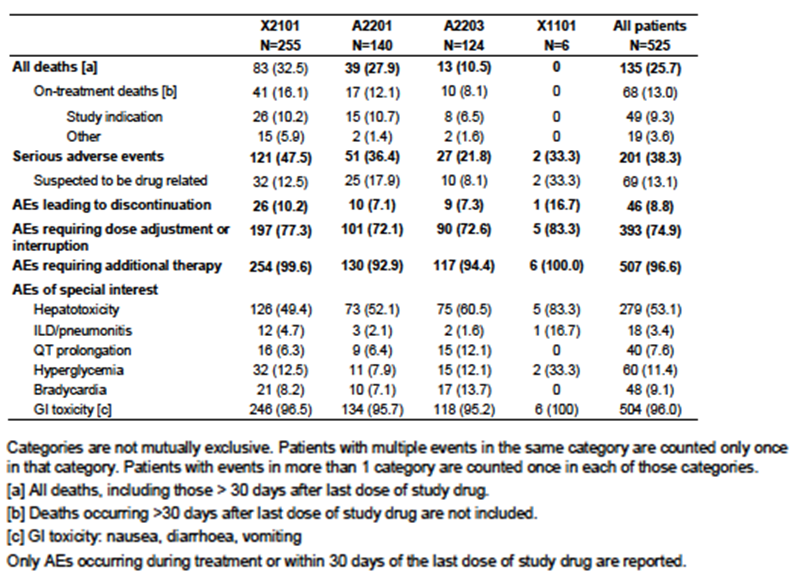 X2101 A2201 A2203 X1101 All patients
N=255 N=140 N=124 N=6 N=525
All deaths [a] 83 (32.5) 39 (27.9) 13 (10.5) 0 135 (25.7)
On-treatment deaths [b] 41 (16.1) 17 (12.1) 10 (8.1) 0 68 (13.0)
Study indication 26 (10.2) 15 (10.7) 8 (6.5) 0 49 (9.3)
Other 15 (5.9) 2 (1.4) 2 (1.6) 0 19 (3.6)
Serious adverse events 121 (47.5) 51 (36.4) 27 (21.8) 2 (33.3) 201 (38.3)
Suspected to be drug related 32 (12.5) 25 (17.9) 10 (8.1) 2 (33.3) 69 (13.1)
AEs leading to discontinuation 26 (10.2) 10 (7.1) 9 (7.3) 1 (16.7) 46 (8.8)
AEs requiring dose adjustment or 197 (77.3) 101 (72.1) 90 (72.6) 5 (83.3) 393 (74.9)
interruption
AEs requiring additional therapy 254 (99.6) 130 (92.9) 117 (94.4) 6 (100.0) 507 (96.6)
AEs of special interest
Hepatotoxicity 126 (49.4) 73 (52.1) 75 (60.5) 5 (83.3) 279 (53.1)
ILD/pneumonitis 12 (4.7) 3 (2.1) 2 (1.6) 1 (16.7) 18 (3.4)
QT prolongation 16 (6.3) 9 (6.4) 15 (12.1) 0 40 (7.6)
Hyperglycemia 32 (12.5) 11 (7.9) 15 (12.1) 2 (33.3) 60 (11.4)
Bradycardia 21 (8.2) 10 (7.1) 17 (13.7) 0 48 (9.1)
GI toxicity [c] 246 (96.5) 134 (95.7) 118 (95.2) 6 (100) 504 (96.0)
Categories are not mutually exclusive. Patients with multiple events in the same category are counted only once
in that category. Patients with events in more than 1 category are counted once in each of those categories.
[a] All deaths, including those > 30 days after last dose of study drug.
[b] Deaths occurring >30 days after last dose of study drug are not included.
[c] GI toxicity: nausea, diarrhoea, vomiting
Only AEs occurring during treatment or within 30 days of the last dose of study drug are reported.